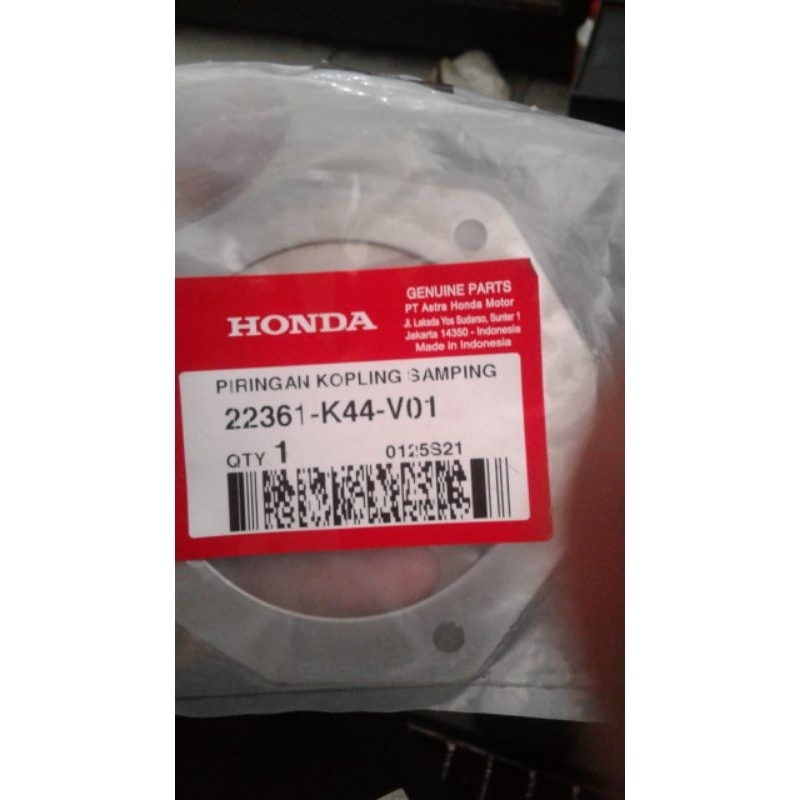 HONDA
GENUINE PARTS
PT Astra Honda Motor
Jl. Laksda Yos Sudarso, Sunter 1
Jakarta 14350 - Indonesia
Made in Indonesia
PIRINGAN KOPLING SAMPING
22361-K44-V01
QTY 1
0125S21